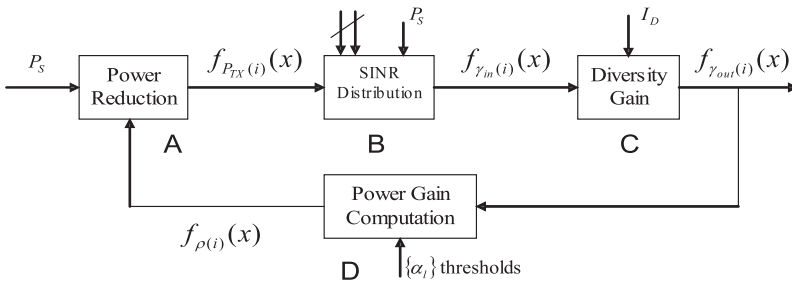 P_S
Power
Reduction
A
f_{P_{TX}(i)}(x)
P_S
SINR
Distribution
B
f_{γ_{in}(i)}(x)
I_D
Diversity
Gain
C
f_{γ_{out}(i)}(x)
Power Gain
Computation
D
f_{ρ(i)}(x)
{α_l} thresholds